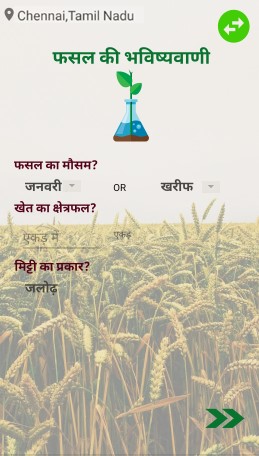 Chennai,Tamil Nadu
फसल की भविष्यवाणी
फसल का मौसम?
जनवरी OR खरीफ
खेत का क्षेत्रफल?
एकड़ में एकड़
मिट्टी का प्रकार?
जलोढ़